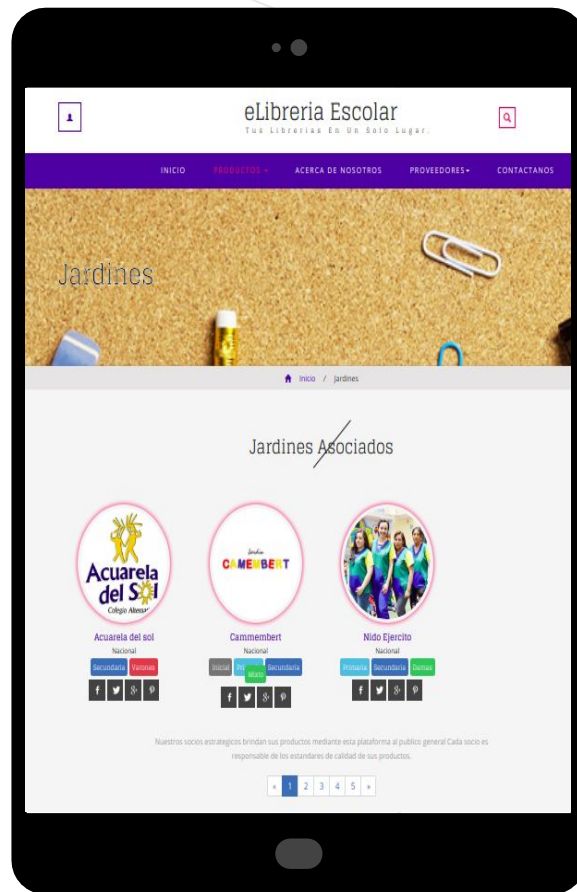 eLibreria Escolar
Tus Librerias En Un Solo Lugar.
INICIO PRODUCTOS ACERCA DE NOSOTROS PROVEEDORES CONTACTANOS
Jardines
Inicio / Jardines
Jardines Asociados
Acuarela del Sol
Colegio
Jardin
CAMEMBERT
Acuarela del sol
Nacional
Secundaria Varones
Cammembert
Nacional
Inicial Secundaria
Mixto
Nido Ejercito
Nacional
Primaria Secundaria Damas
Nuestros socios estrategicos brindan sus productos mediante esta plataforma al publico general Cada socio es
responsable de los estandares de calidad de sus productos.
« 1 2 3 4 5 »